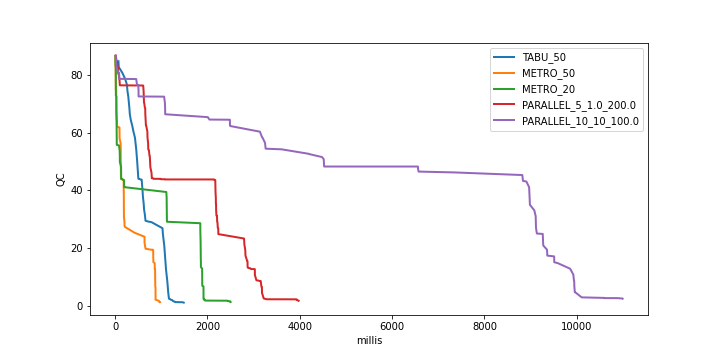 TABU_50
METRO_50
METRO_20
PARALLEL_5_1.0_200.0
PARALLEL_10_10_100.0
80
60
40
20
0
QC
0 2000 4000 6000 8000 10000
millis